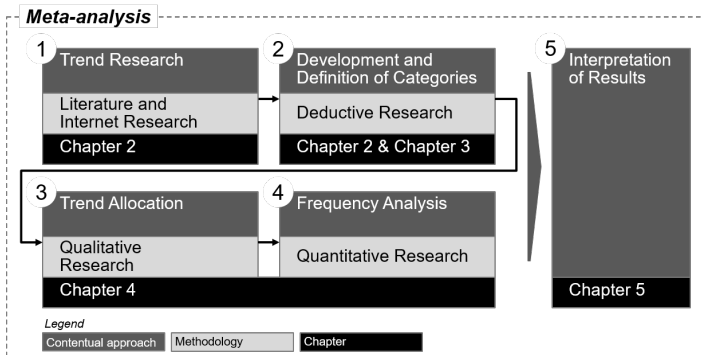 Meta-analysis
1
Trend Research
Literature and
Internet Research
Chapter 2
2
Development and
Definition of Categories
Deductive Research
Chapter 2 & Chapter 3
3
Trend Allocation
Qualitative
Research
4
Frequency Analysis
Quantitative Research
Chapter 4
5
Interpretation
of Results
Chapter 5
Legend
Contentual approach
Methodology
Chapter